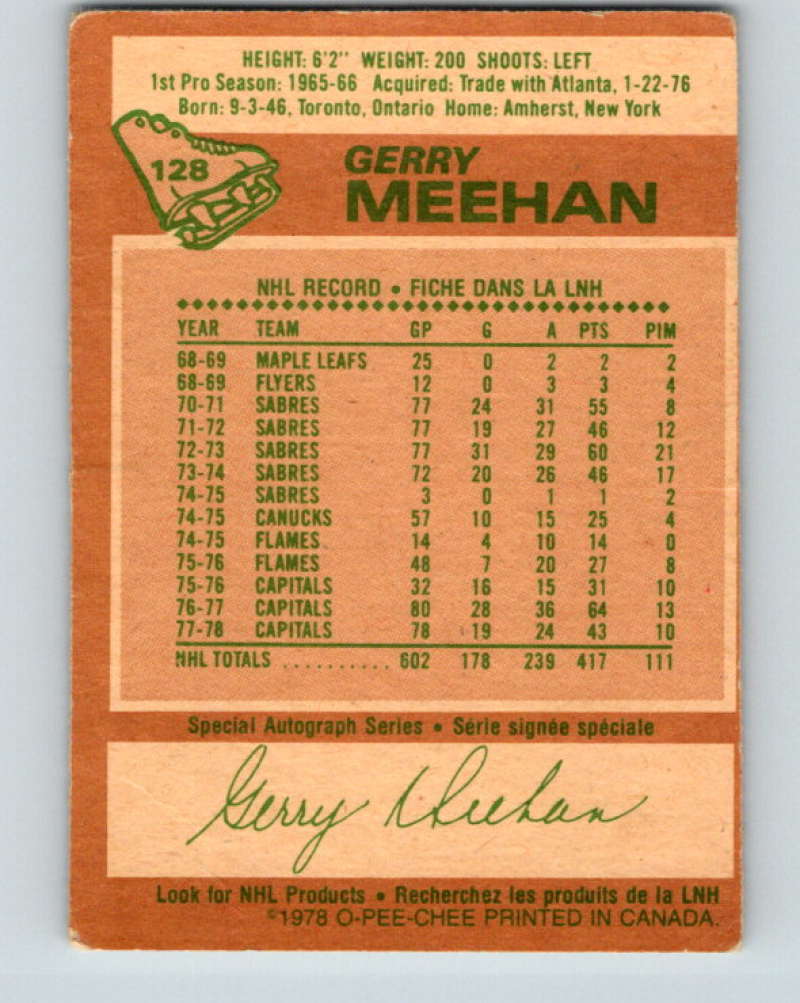 HEIGHT: 6'2" WEIGHT: 200 SHOOTS: LEFT
1st Pro Season: 1965-66 Acquired: Trade with Atlanta, 1-22-76
Born: 9-3-46, Toronto, Ontario Home: Amherst, New York
128
GERRY
MEEHAN
NHL RECORD • FICHE DANS LA LNH
YEAR TEAM GP G A PTS PIM
68-69 MAPLE LEAFS 25 0 2 2 2
68-69 FLYERS 12 0 3 3 4
70-71 SABRES 77 24 31 55 8
71-72 SABRES 77 19 27 46 12
72-73 SABRES 77 31 29 60 21
73-74 SABRES 72 20 26 46 17
74-75 SABRES 3 0 1 1 2
74-75 CANUCKS 57 10 15 25 4
74-75 FLAMES 14 4 10 14 0
75-76 FLAMES 48 7 20 27 8
75-76 CAPITALS 32 16 15 31 10
76-77 CAPITALS 80 28 36 64 13
77-78 CAPITALS 78 19 24 43 10
NHL TOTALS .......... 602 178 239 417 111
Special Autograph Series • Série signée spéciale
Gerry Meehan
Look for NHL Products • Recherchez les produits de la LNH
©1978 O-PEE-CHEE PRINTED IN CANADA.